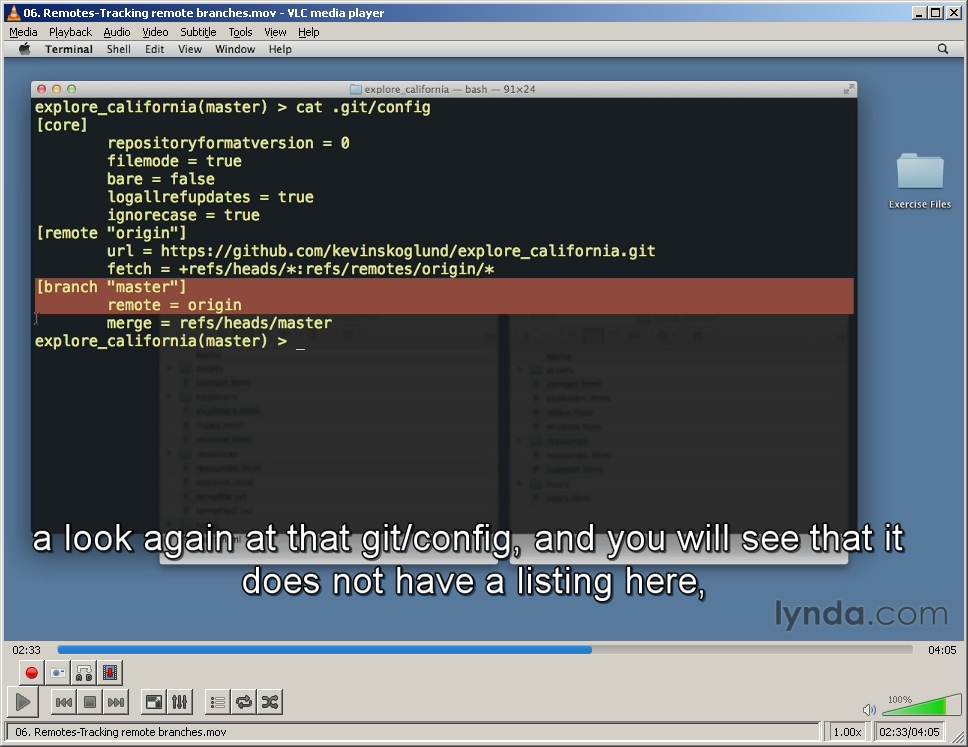 06. Remotes-Tracking remote branches.mov - VLC media player
Media Playback Audio Video Subtitle Tools View Help
Terminal Shell Edit View Window Help
explore_california — bash — 91×24
explore_california(master) > cat .git/config
[core]
repositoryformatversion = 0
filemode = true
bare = false
logallrefupdates = true
ignorecase = true
[remote "origin"]
url = https://github.com/kevinskoglund/explore_california.git
fetch = +refs/heads/*:refs/remotes/origin/*
[branch "master"]
remote = origin
merge = refs/heads/master
explore_california(master) > _
Exercise Files
a look again at that git/config, and you will see that it
does not have a listing here,
lynda.com
02:33 04:05
100%
06. Remotes-Tracking remote branches.mov 1.00x 02:33/04:05